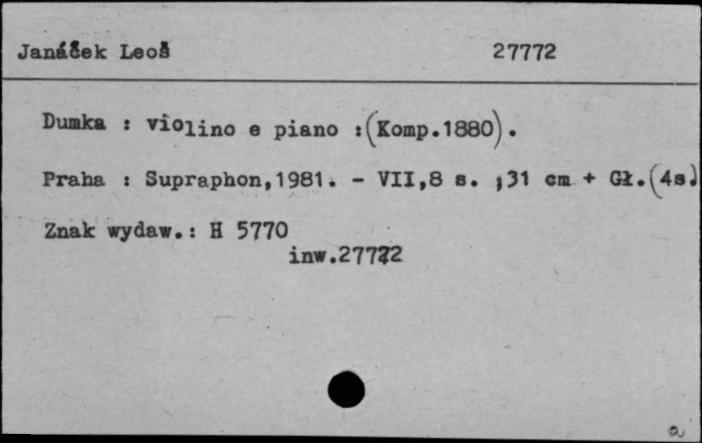 Janáček Leoš 27772
Dumka : violino e piano :(Komp.1880).
Praha : Supraphon,1981. - VII,8 s. ;31 cm + Gł.(4s.)
Znak wydaw.: H 5770
inw.27772
a